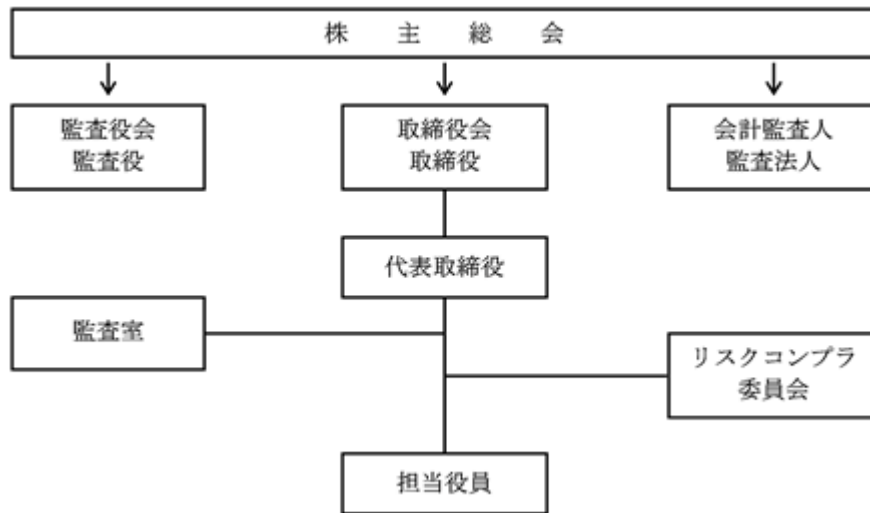 株主総会
監査役会
監査役
取締役会
取締役
会計監査人
監査法人
代表取締役
監査室
リスクコンプラ
委員会
担当役員